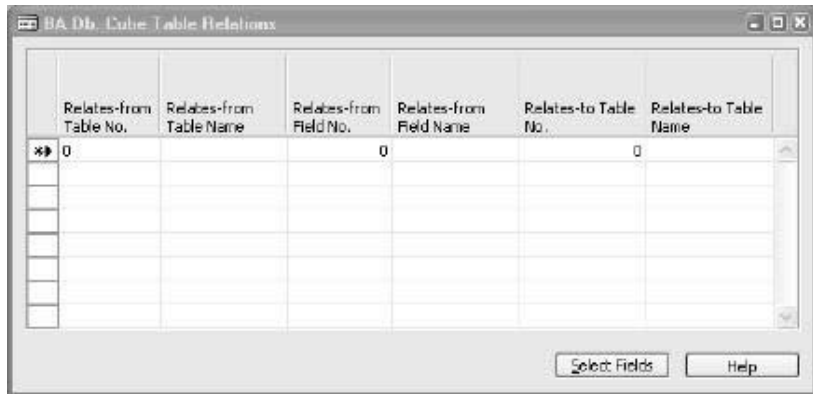 BA Db. Cube Table Relations
Relates-from Table No.
Relates-from Table Name
Relates-from Field No.
Relates-from Field Name
Relates-to Table No.
Relates-to Table Name
0 0 0
Select Fields Help